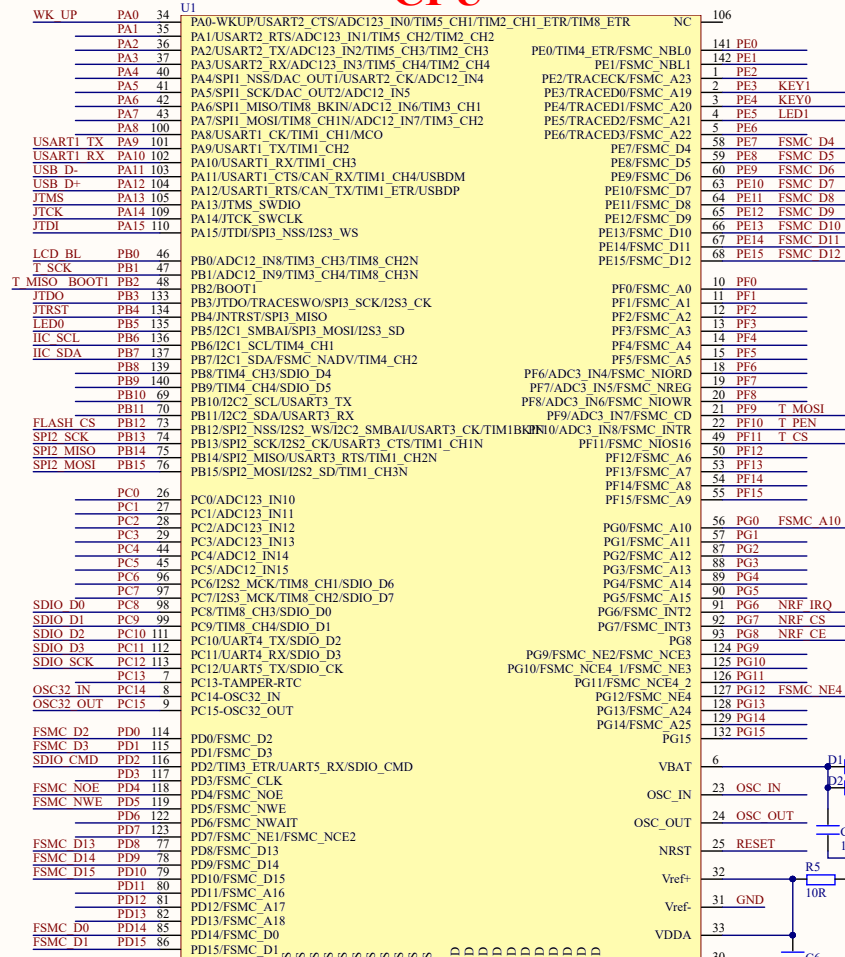 CPU
U1
WK_UP PA0 34 PA0-WKUP/USART2_CTS/ADC123_IN0/TIM5_CH1/TIM2_CH1_ETR/TIM8_ETR
PA1 35 PA1/USART2_RTS/ADC123_IN1/TIM5_CH2/TIM2_CH2
PA2 36 PA2/USART2_TX/ADC123_IN2/TIM5_CH3/TIM2_CH3
PA3 37 PA3/USART2_RX/ADC123_IN3/TIM5_CH4/TIM2_CH4
PA4 40 PA4/SPI1_NSS/DAC_OUT1/USART2_CK/ADC12_IN4
PA5 41 PA5/SPI1_SCK/DAC_OUT2/ADC12_IN5
PA6 42 PA6/SPI1_MISO/TIM8_BKIN/ADC12_IN6/TIM3_CH1
PA7 43 PA7/SPI1_MOSI/TIM8_CH1N/ADC12_IN7/TIM3_CH2
PA8 100 PA8/USART1_CK/TIM1_CH1/MCO
USART1_TX PA9 101 PA9/USART1_TX/TIM1_CH2
USART1_RX PA10 102 PA10/USART1_RX/TIM1_CH3
USB_D- PA11 103 PA11/USART1_CTS/CAN_RX/TIM1_CH4/USBDM
USB_D+ PA12 104 PA12/USART1_RTS/CAN_TX/TIM1_ETR/USBDP
JTMS PA13 105 PA13/JTMS_SWDIO
JTCK PA14 109 PA14/JTCK_SWCLK
JTDI PA15 110 PA15/JTDI/SPI3_NSS/I2S3_WS
LCD_BL PB0 46 PB0/ADC12_IN8/TIM3_CH3/TIM8_CH2N
T_SCK PB1 47 PB1/ADC12_IN9/TIM3_CH4/TIM8_CH3N
T_MISO BOOT1 PB2 48 PB2/BOOT1
JTDO PB3 133 PB3/JTDO/TRACESWO/SPI3_SCK/I2S3_CK
JTRST PB4 134 PB4/JNTRST/SPI3_MISO
LED0 PB5 135 PB5/I2C1_SMBAI/SPI3_MOSI/I2S3_SD
IIC_SCL PB6 136 PB6/I2C1_SCL/TIM4_CH1
IIC_SDA PB7 137 PB7/I2C1_SDA/FSMC_NADV/TIM4_CH2
PB8 139 PB8/TIM4_CH3/SDIO_D4
PB9 140 PB9/TIM4_CH4/SDIO_D5
PB10 69 PB10/I2C2_SCL/USART3_TX
PB11 70 PB11/I2C2_SDA/USART3_RX
FLASH_CS PB12 73 PB12/SPI2_NSS/I2S2_WS/I2C2_SMBAI/USART3_CK/TIM1BKIN
SPI2_SCK PB13 74 PB13/SPI2_SCK/I2S2_CK/USART3_CTS/TIM1_CH1N
SPI2_MISO PB14 75 PB14/SPI2_MISO/USART3_RTS/TIM1_CH2N
SPI2_MOSI PB15 76 PB15/SPI2_MOSI/I2S2_SD/TIM1_CH3N
PC0 26 PC0/ADC123_IN10
PC1 27 PC1/ADC123_IN11
PC2 28 PC2/ADC123_IN12
PC3 29 PC3/ADC123_IN13
PC4 44 PC4/ADC12_IN14
PC5 45 PC5/ADC12_IN15
PC6 96 PC6/I2S2_MCK/TIM8_CH1/SDIO_D6
PC7 97 PC7/I2S3_MCK/TIM8_CH2/SDIO_D7
SDIO_D0 PC8 98 PC8/TIM8_CH3/SDIO_D0
SDIO_D1 PC9 99 PC9/TIM8_CH4/SDIO_D1
SDIO_D2 PC10 111 PC10/UART4_TX/SDIO_D2
SDIO_D3 PC11 112 PC11/UART4_RX/SDIO_D3
SDIO_SCK PC12 113 PC12/UART5_TX/SDIO_CK
PC13 7 PC13-TAMPER-RTC
OSC32_IN PC14 8 PC14-OSC32_IN
OSC32_OUT PC15 9 PC15-OSC32_OUT
FSMC_D2 PD0 114 PD0/FSMC_D2
FSMC_D3 PD1 115 PD1/FSMC_D3
SDIO_CMD PD2 116 PD2/TIM3_ETR/UART5_RX/SDIO_CMD
PD3 117 PD3/FSMC_CLK
FSMC_NOE PD4 118 PD4/FSMC_NOE
FSMC_NWE PD5 119 PD5/FSMC_NWE
PD6 122 PD6/FSMC_NWAIT
PD7 123 PD7/FSMC_NE1/FSMC_NCE2
FSMC_D13 PD8 77 PD8/FSMC_D13
FSMC_D14 PD9 78 PD9/FSMC_D14
FSMC_D15 PD10 79 PD10/FSMC_D15
PD11 80 PD11/FSMC_A16
PD12 81 PD12/FSMC_A17
PD13 82 PD13/FSMC_A18
FSMC_D0 PD14 85 PD14/FSMC_D0
FSMC_D1 PD15 86 PD15/FSMC_D1
NC 106
PE0/TIM4_ETR/FSMC_NBL0 141 PE0
PE1/FSMC_NBL1 142 PE1
PE2/TRACECK/FSMC_A23 1 PE2
PE3/TRACED0/FSMC_A19 2 PE3 KEY1
PE4/TRACED1/FSMC_A20 3 PE4 KEY0
PE5/TRACED2/FSMC_A21 4 PE5 LED1
PE6/TRACED3/FSMC_A22 5 PE6
PE7/FSMC_D4 58 PE7 FSMC_D4
PE8/FSMC_D5 59 PE8 FSMC_D5
PE9/FSMC_D6 60 PE9 FSMC_D6
PE10/FSMC_D7 63 PE10 FSMC_D7
PE11/FSMC_D8 64 PE11 FSMC_D8
PE12/FSMC_D9 65 PE12 FSMC_D9
PE13/FSMC_D10 66 PE13 FSMC_D10
PE14/FSMC_D11 67 PE14 FSMC_D11
PE15/FSMC_D12 68 PE15 FSMC_D12
PF0/FSMC_A0 10 PF0
PF1/FSMC_A1 11 PF1
PF2/FSMC_A2 12 PF2
PF3/FSMC_A3 13 PF3
PF4/FSMC_A4 14 PF4
PF5/FSMC_A5 15 PF5
PF6/ADC3_IN4/FSMC_NIORD 18 PF6
PF7/ADC3_IN5/FSMC_NREG 19 PF7
PF8/ADC3_IN6/FSMC_NIOWR 20 PF8
PF9/ADC3_IN7/FSMC_CD 21 PF9 T_MOSI
PF10/ADC3_IN8/FSMC_INTR 22 PF10 T_PEN
PF11/FSMC_NIOS16 49 PF11 T_CS
PF12/FSMC_A6 50 PF12
PF13/FSMC_A7 53 PF13
PF14/FSMC_A8 54 PF14
PF15/FSMC_A9 55 PF15
PG0/FSMC_A10 56 PG0 FSMC_A10
PG1/FSMC_A11 57 PG1
PG2/FSMC_A12 87 PG2
PG3/FSMC_A13 88 PG3
PG4/FSMC_A14 89 PG4
PG5/FSMC_A15 90 PG5
PG6/FSMC_INT2 91 PG6 NRF_IRQ
PG7/FSMC_INT3 92 PG7 NRF_CS
PG8 93 PG8 NRF_CE
PG9/FSMC_NE2/FSMC_NCE3 124 PG9
PG10/FSMC_NCE4_1/FSMC_NE3 125 PG10
PG11/FSMC_NCE4_2 126 PG11
PG12/FSMC_NE4 127 PG12 FSMC_NE4
PG13/FSMC_A24 128 PG13
PG14/FSMC_A25 129 PG14
PG15 132 PG15
VBAT 6
D1
D2
OSC_IN 23 OSC_IN
OSC_OUT 24 OSC_OUT
NRST 25 RESET
Vref+ 32
R5
10R
Vref- 31 GND
VDDA 33
30